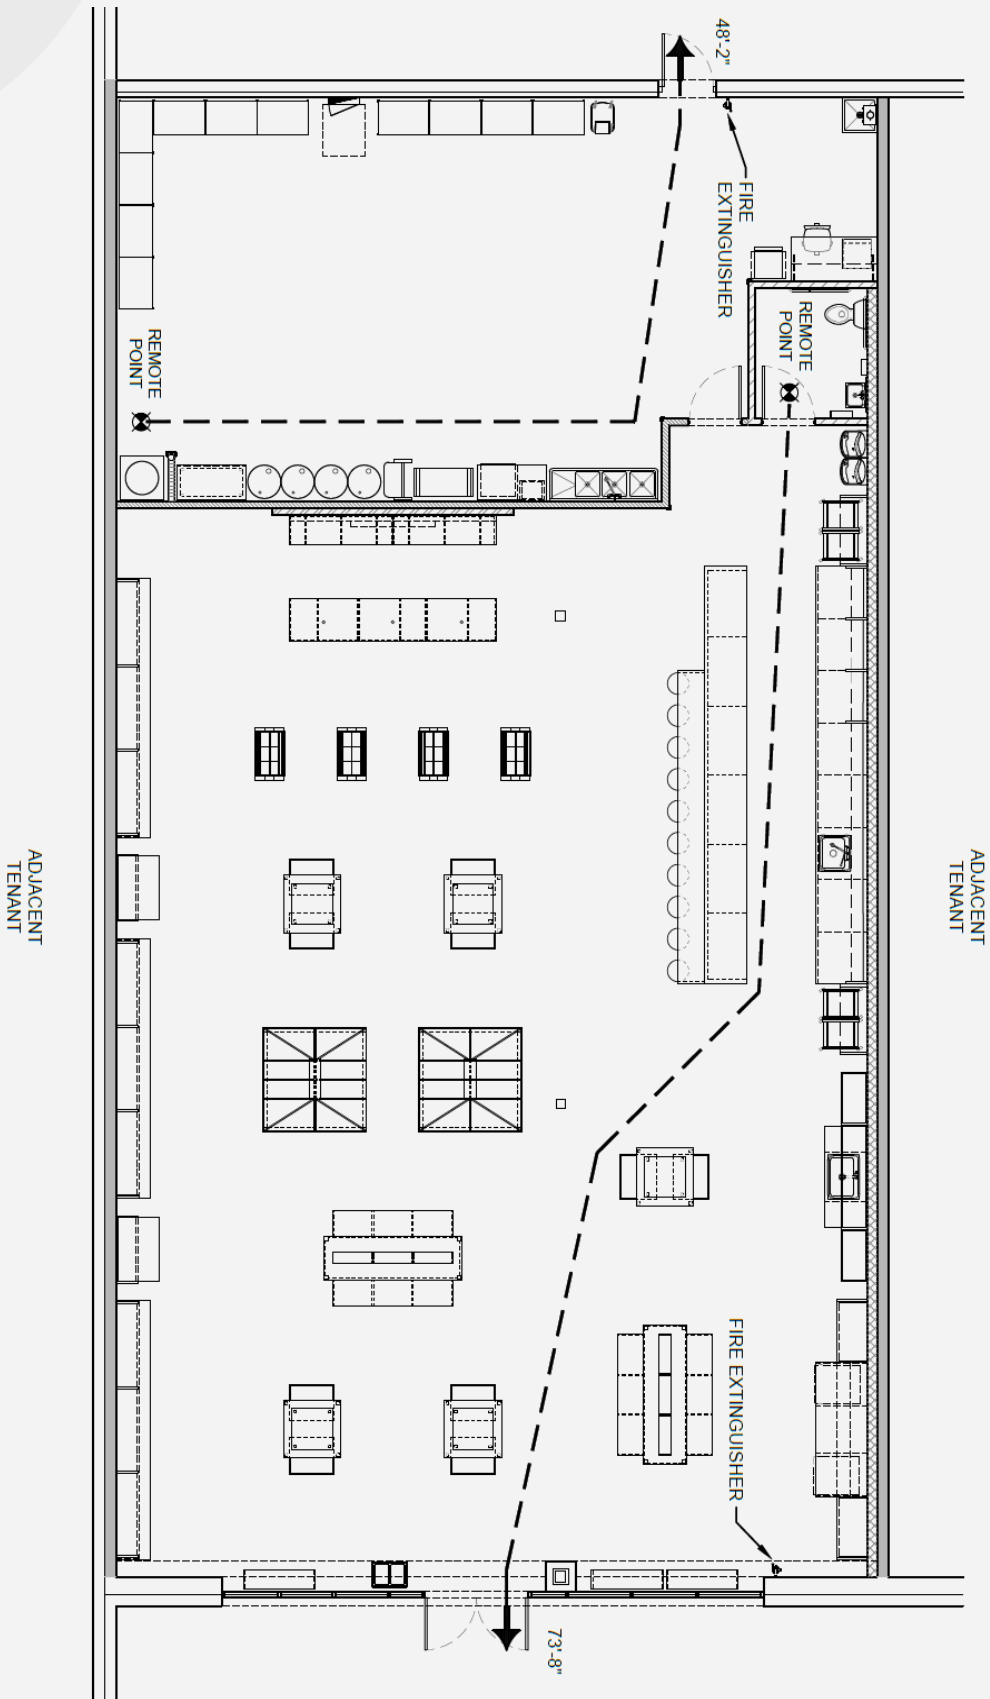 48'-2"
FIRE
EXTINGUISHER
REMOTE
POINT
REMOTE
POINT
ADJACENT
TENANT
ADJACENT
TENANT
FIRE EXTINGUISHER
73'-8"